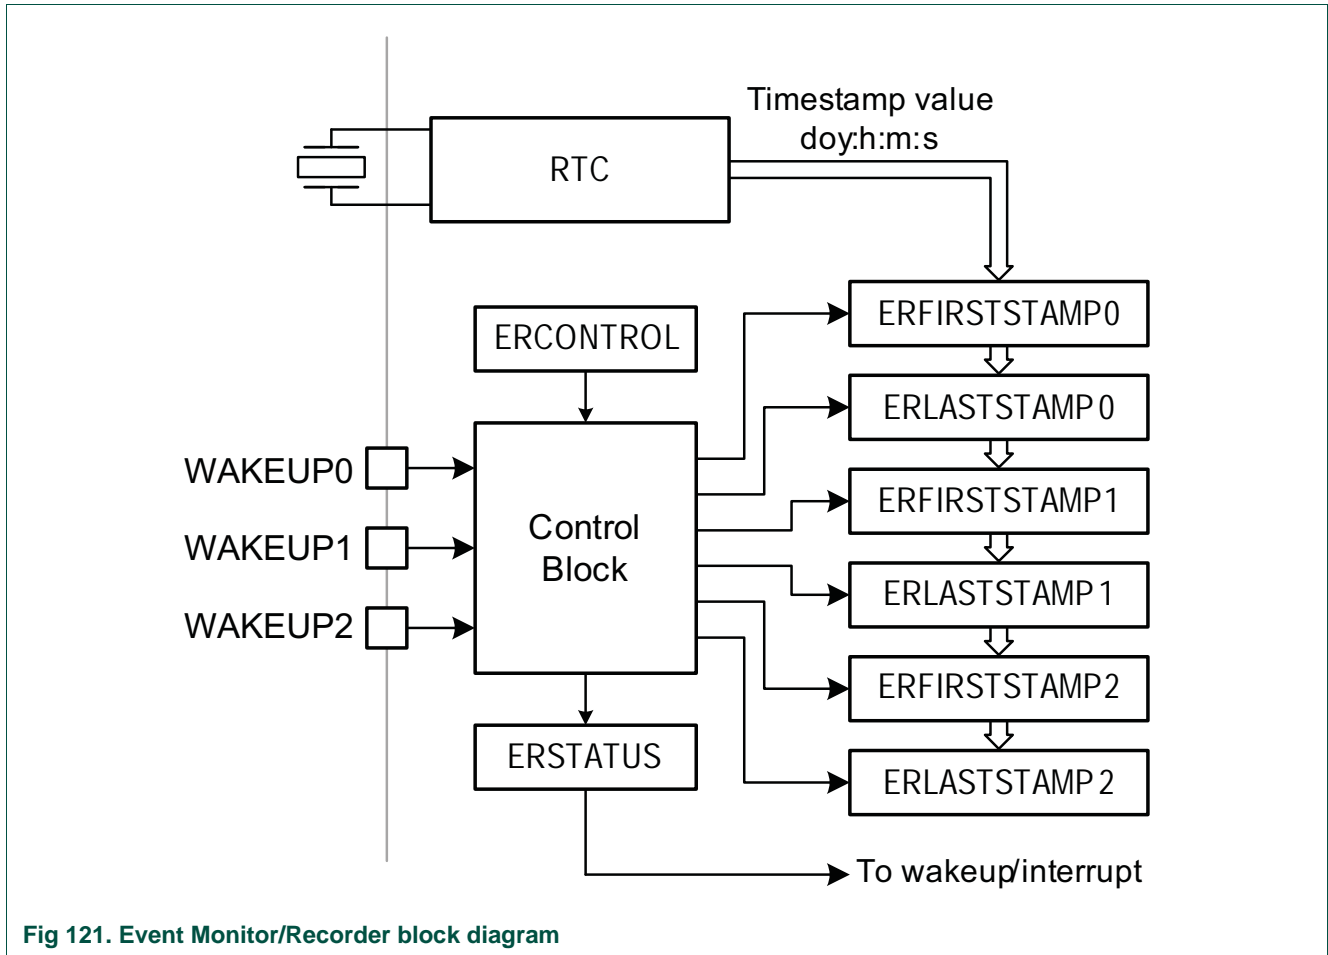 Timestamp value
doy:h:m:s
RTC
ERFIRSTSTAMP0
ERCONTROL
ERLASTSTAMP0
WAKEUP0
ERFIRSTSTAMP1
WAKEUP1
Control
Block
ERLASTSTAMP1
WAKEUP2
ERFIRSTSTAMP2
ERSTATUS
ERLASTSTAMP2
To wakeup/interrupt
Fig 121. Event Monitor/Recorder block diagram